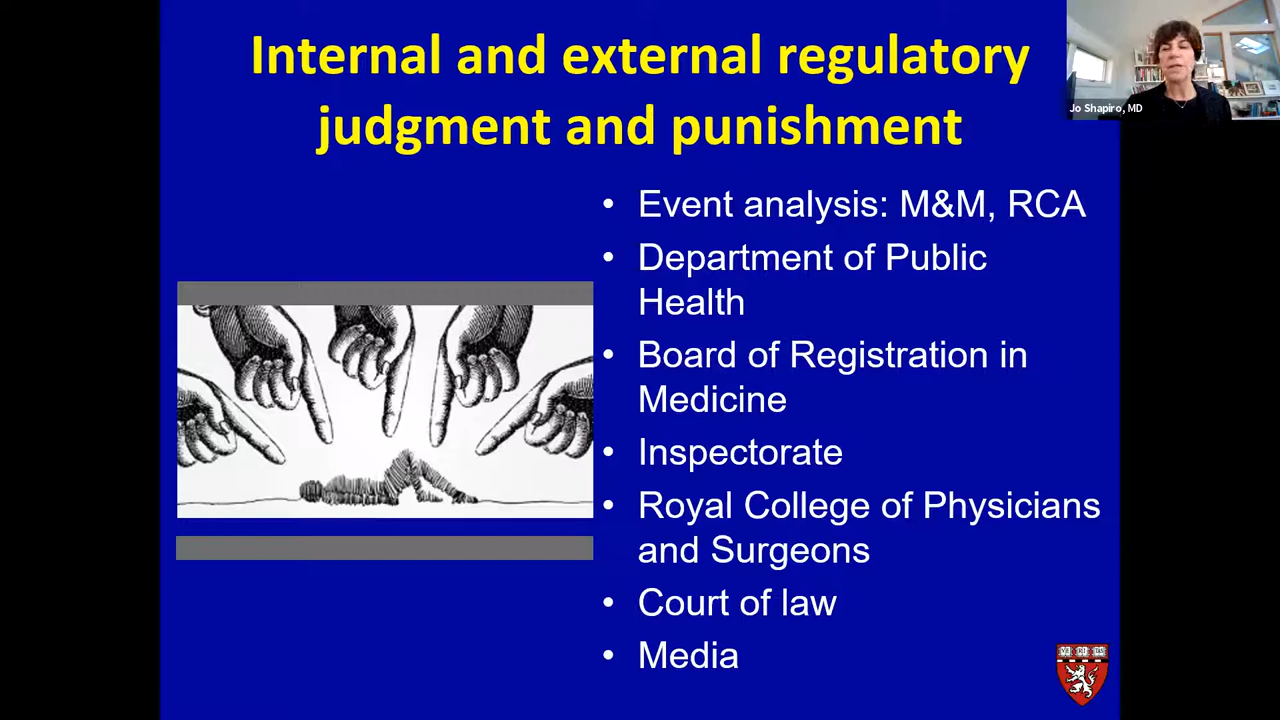 Internal and external regulatory
judgment and punishment
Jo Shapiro, MD
• Event analysis: M&M, RCA
• Department of Public
Health
• Board of Registration in
Medicine
• Inspectorate
• Royal College of Physicians
and Surgeons
• Court of law
• Media